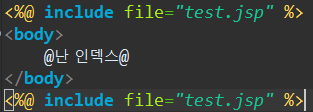 <%@ include file="test.jsp" %>
<body>
@난 인덱스@
</body>
<%@ include file="test.jsp" %>